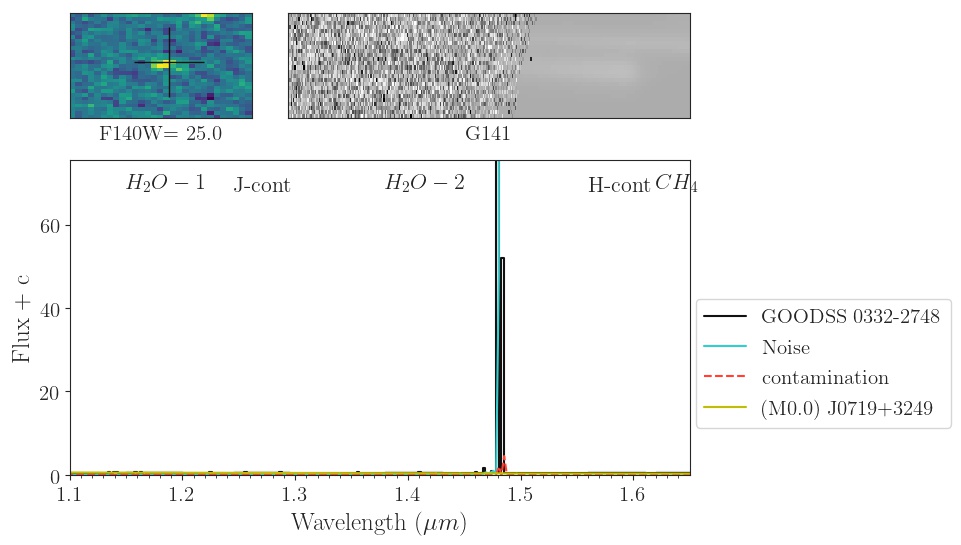 F140W= 25.0
G141
H₂O − 1
J-cont
H₂O − 2
H-cont
CH₄
60
40
20
0
Flux + c
1.1
1.2
1.3
1.4
1.5
1.6
Wavelength (μm)
GOODSS 0332-2748
Noise
contamination
(M0.0) J0719+3249